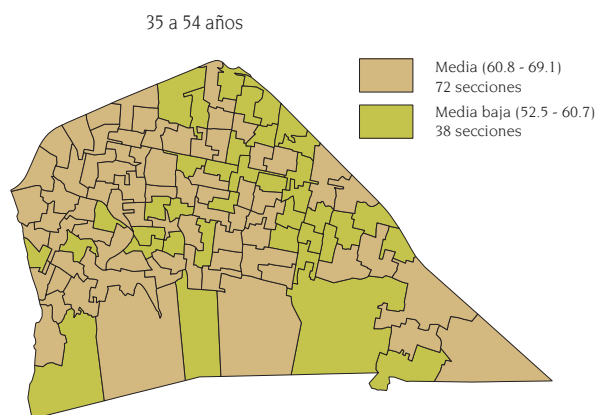 35 a 54 años
Media (60.8 - 69.1)
72 secciones
Media baja (52.5 - 60.7)
38 secciones